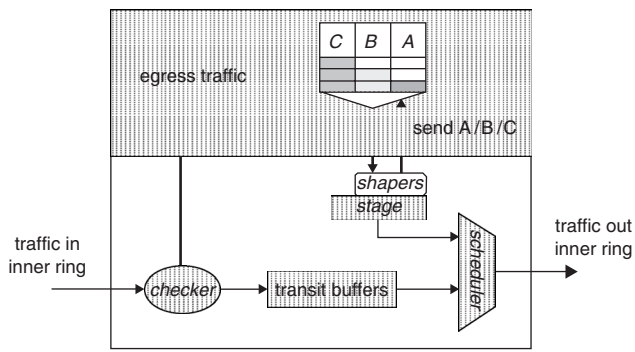 C B A
egress traffic
send A/B/C
shapers
stage
traffic in
inner ring
checker
transit buffers
scheduler
traffic out
inner ring